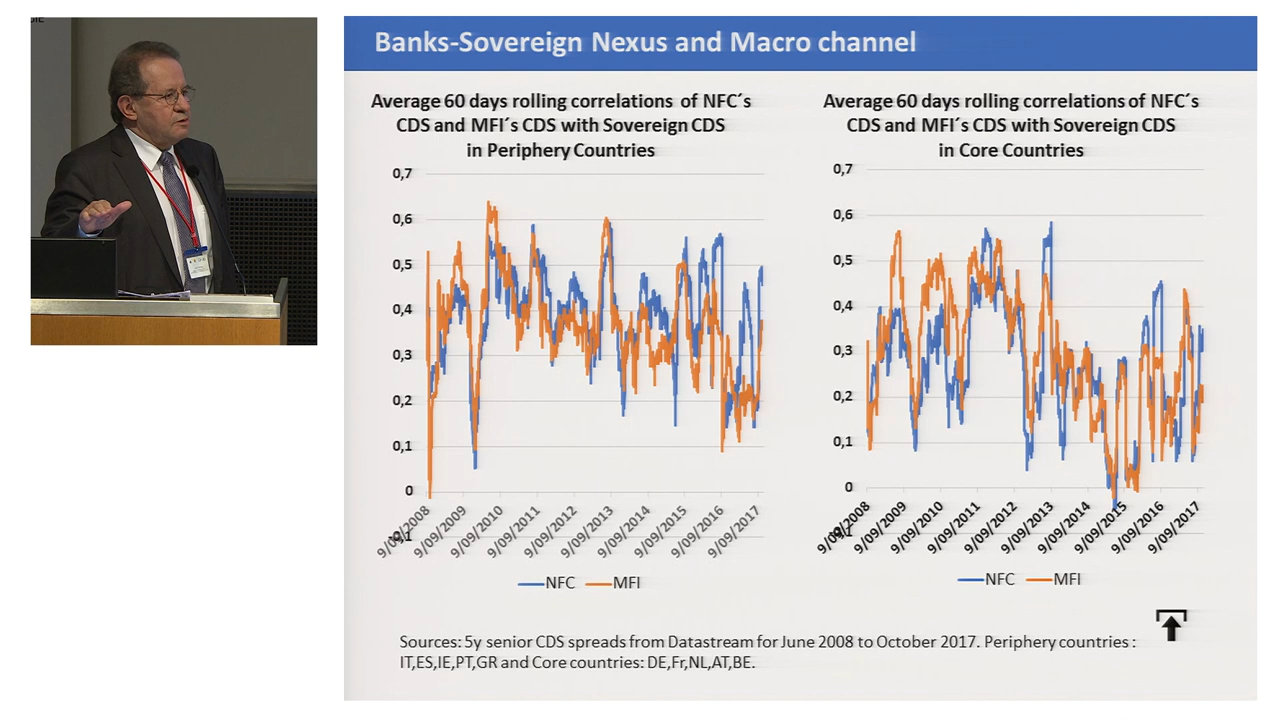 Banks-Sovereign Nexus and Macro channel
Average 60 days rolling correlations of NFC´s
CDS and MFI´s CDS with Sovereign CDS
in Periphery Countries
0,7
0,6
0,5
0,4
0,3
0,2
0,1
0
-0,1
9/09/2008
9/09/2009
9/09/2010
9/09/2011
9/09/2012
9/09/2013
9/09/2014
9/09/2015
9/09/2016
9/09/2017
NFC
MFI
Average 60 days rolling correlations of NFC´s
CDS and MFI´s CDS with Sovereign CDS
in Core Countries
0,7
0,6
0,5
0,4
0,3
0,2
0,1
0
-0,1
9/09/2008
9/09/2009
9/09/2010
9/09/2011
9/09/2012
9/09/2013
9/09/2014
9/09/2015
9/09/2016
9/09/2017
NFC
MFI
Sources: 5y senior CDS spreads from Datastream for June 2008 to October 2017. Periphery countries :
IT,ES,IE,PT,GR and Core countries: DE,Fr,NL,AT,BE.